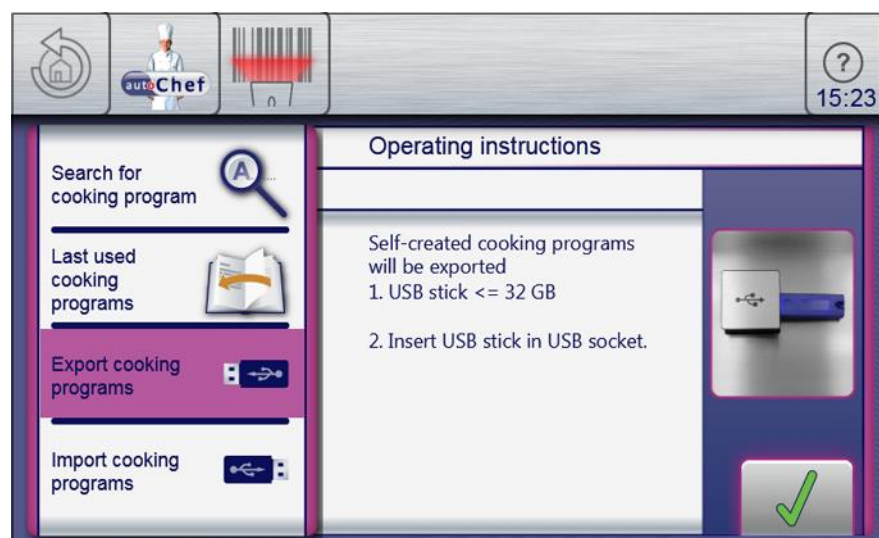 autoChef
?
15:23
Search for
cooking program
A...
Last used
cooking
programs
Export cooking
programs
Import cooking
programs
Operating instructions
Self-created cooking programs
will be exported
1. USB stick <= 32 GB
2. Insert USB stick in USB socket.